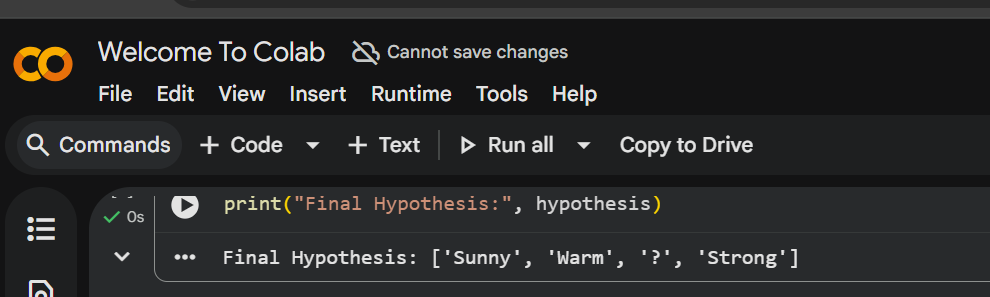 Welcome To Colab Cannot save changes
File Edit View Insert Runtime Tools Help
Commands + Code + Text Run all Copy to Drive
0s print("Final Hypothesis:", hypothesis)
Final Hypothesis: ['Sunny', 'Warm', '?', 'Strong']